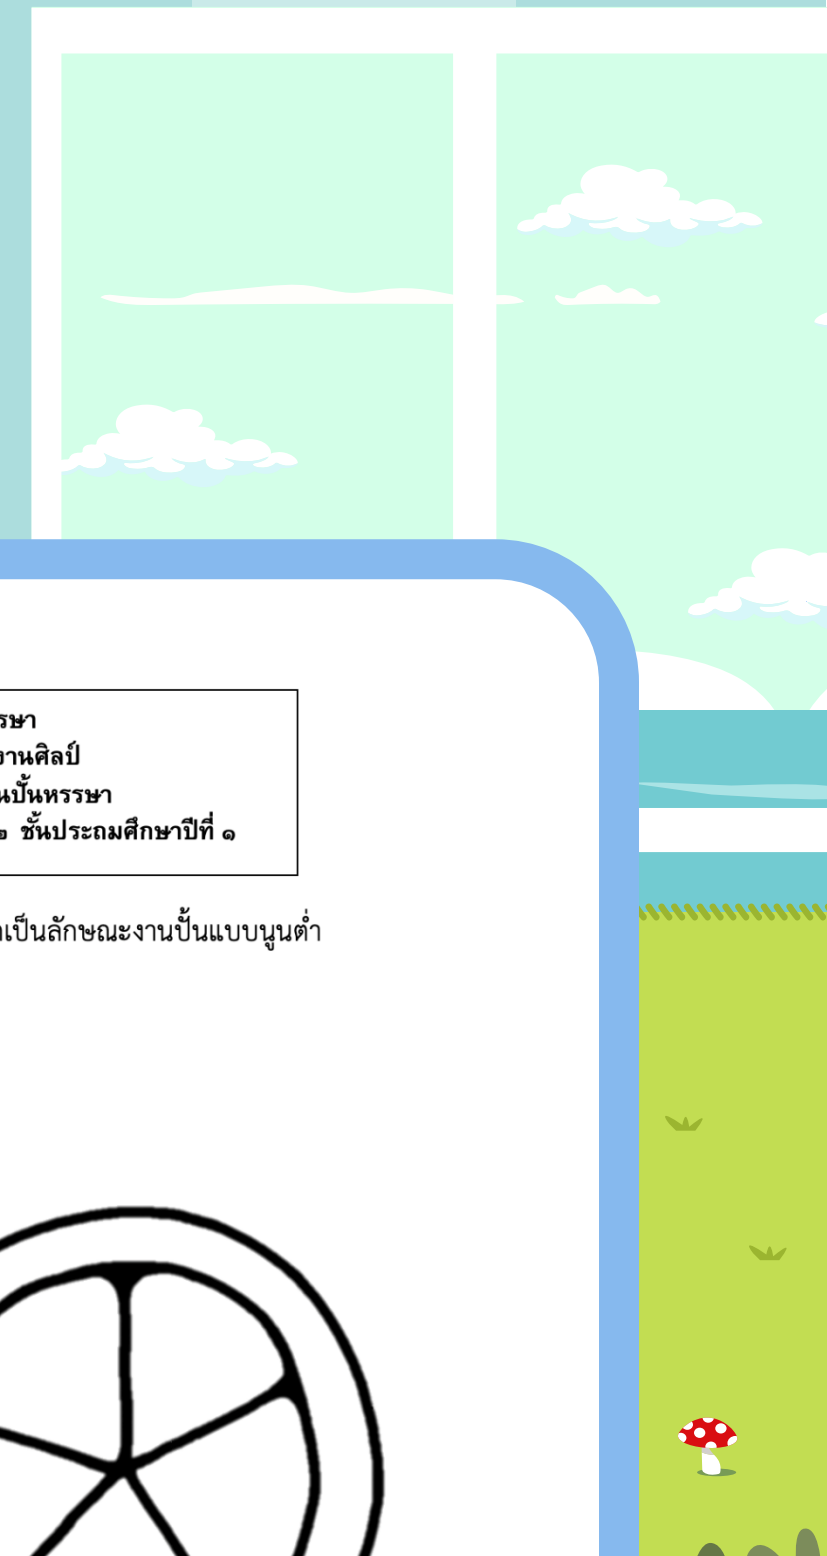 รรษา
งานศิลป์
นปั้นหรรษา
๒ ชั้นประถมศึกษาปีที่ ๑
าเป็นลักษณะงานปั้นแบบนูนต่ำ